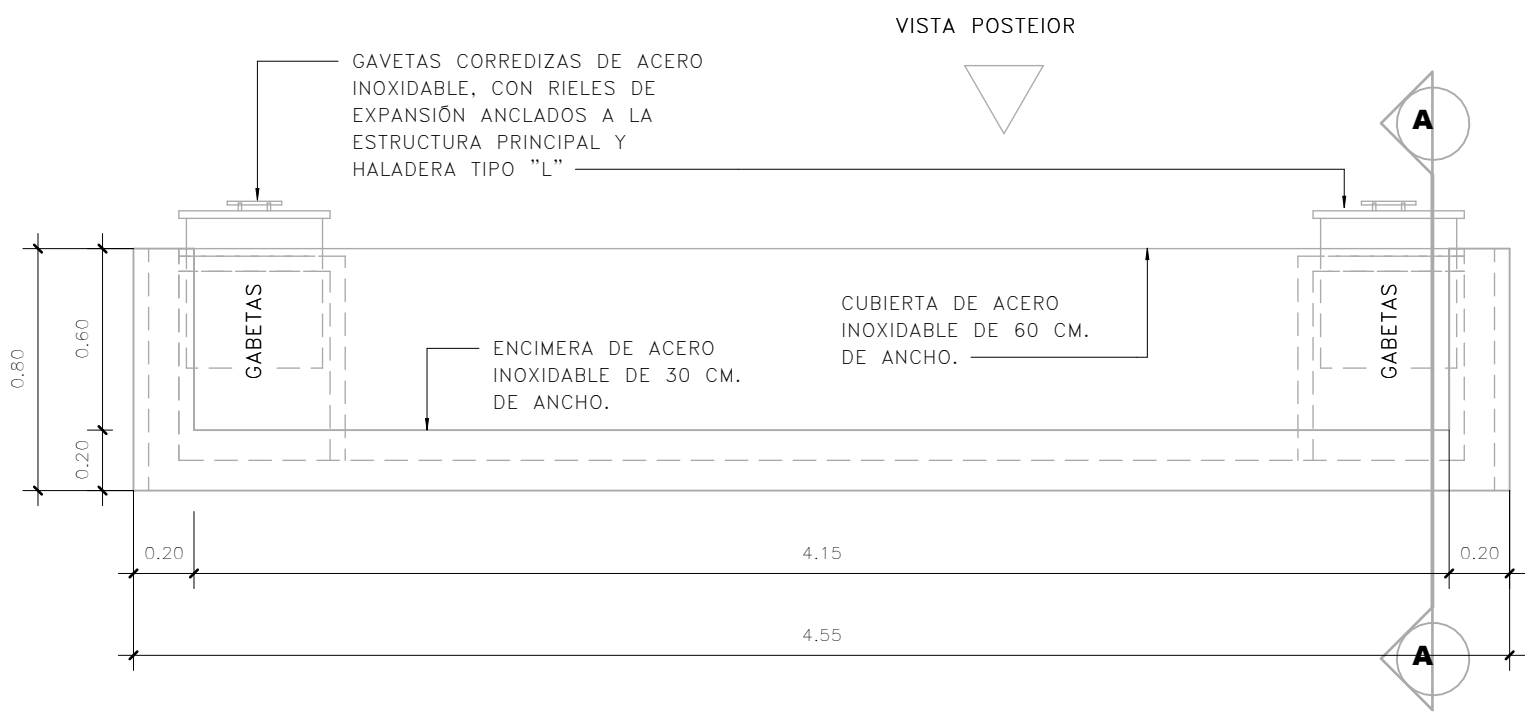 VISTA POSTEIOR
GAVETAS CORREDIZAS DE ACERO
INOXIDABLE, CON RIELES DE
EXPANSIÓN ANCLADOS A LA
ESTRUCTURA PRINCIPAL Y
HALADERA TIPO "L"
A
GABETAS
GABETAS
CUBIERTA DE ACERO
INOXIDABLE DE 60 CM.
DE ANCHO.
ENCIMERA DE ACERO
INOXIDABLE DE 30 CM.
DE ANCHO.
0.80
0.60
0.20
0.20
4.15
0.20
4.55
A